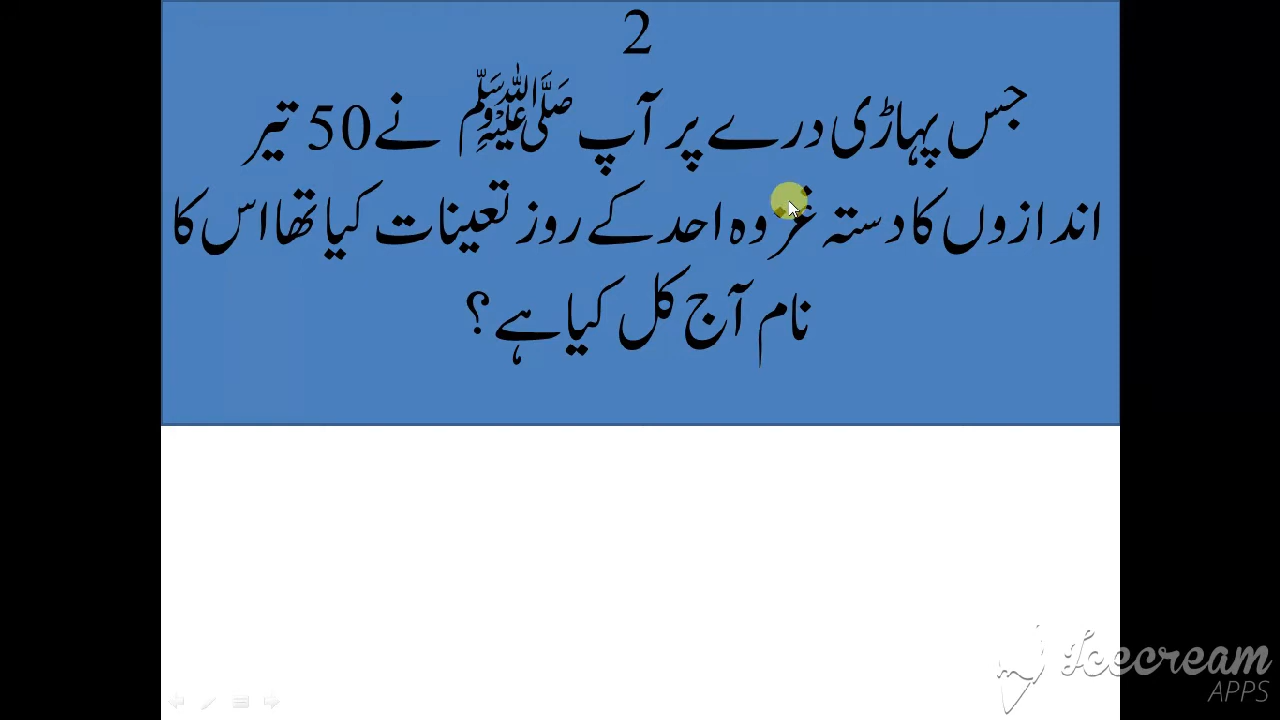 2
جس پہاڑی درے پر آپ ﷺ نے 50 تیر
اندازوں کا دستہ غزوہ احد کے روز تعینات کیا تھا اس کا
نام آج کل کیا ہے؟
Icecream
APPS